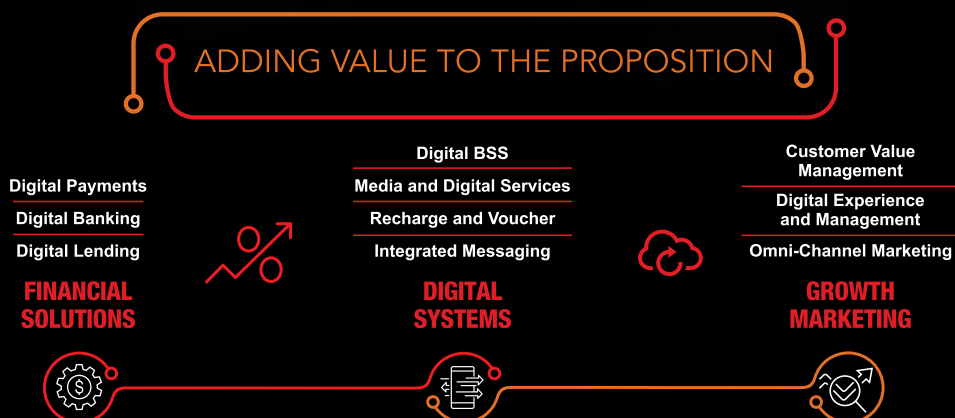 ADDING VALUE TO THE PROPOSITION
Digital Payments
Digital Banking
Digital Lending
FINANCIAL
SOLUTIONS
Digital BSS
Media and Digital Services
Recharge and Voucher
Integrated Messaging
DIGITAL
SYSTEMS
Customer Value
Management
Digital Experience
and Management
Omni-Channel Marketing
GROWTH
MARKETING